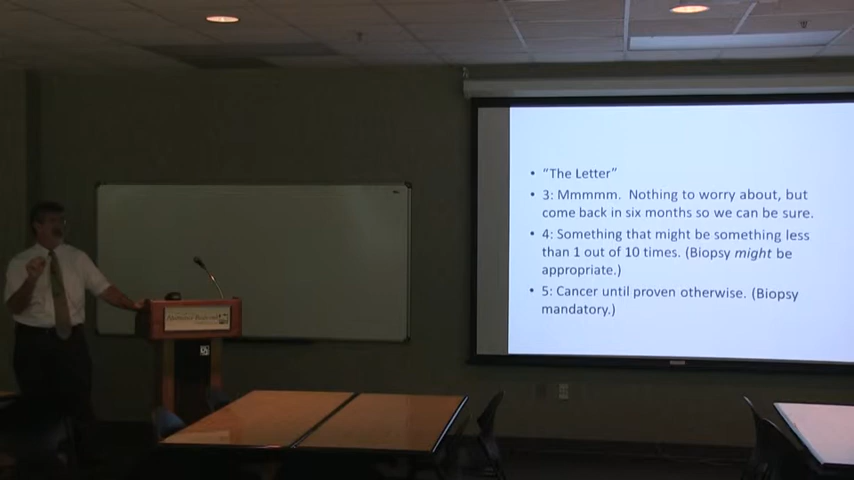 • "The Letter"
• 3: Mmmmm. Nothing to worry about, but
come back in six months so we can be sure.
• 4: Something that might be something less
than 1 out of 10 times. (Biopsy might be
appropriate.)
• 5: Cancer until proven otherwise. (Biopsy
mandatory.)